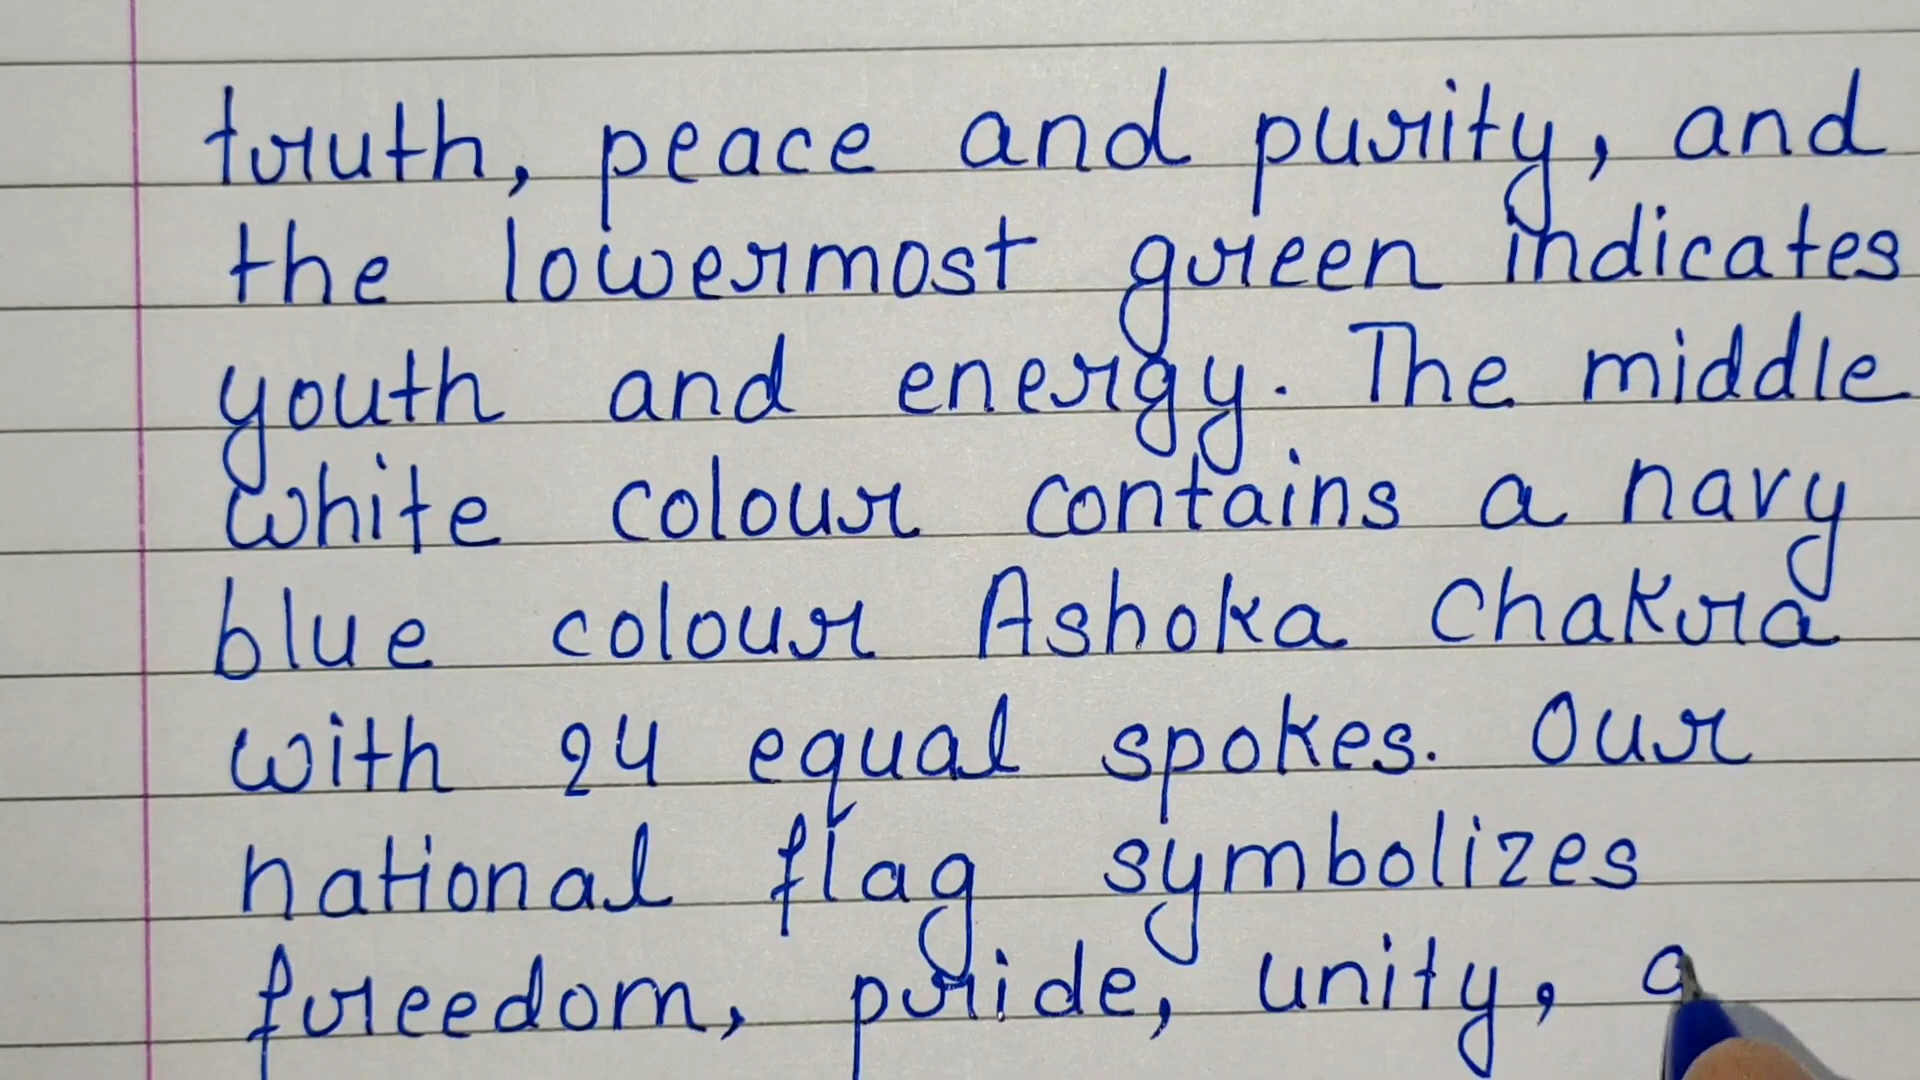 truth, peace and purity, and
the lowermost green indicates
youth and energy. The middle
white colour contains a navy
blue colour Ashoka Chakra
with 24 equal spokes. Our
national flag symbolizes
freedom, pride, unity, a